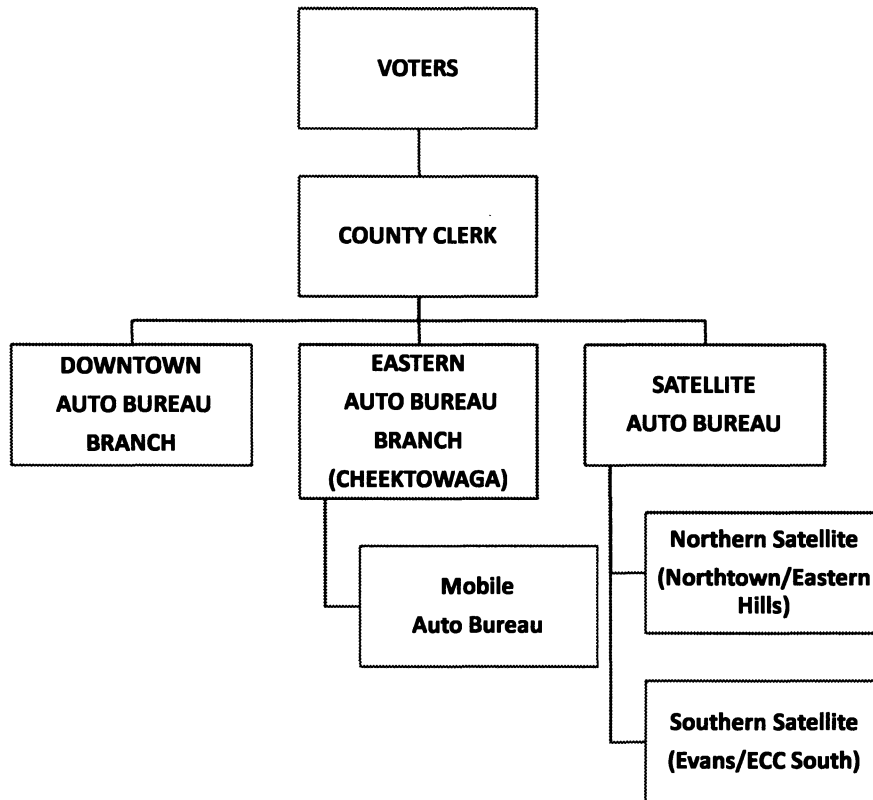 VOTERS
COUNTY CLERK
DOWNTOWN
AUTO BUREAU
BRANCH
EASTERN
AUTO BUREAU
BRANCH
(CHEEKTOWAGA)
SATELLITE
AUTO BUREAU
Mobile
Auto Bureau
Northern Satellite
(Northtown/Eastern
Hills)
Southern Satellite
(Evans/ECC South)